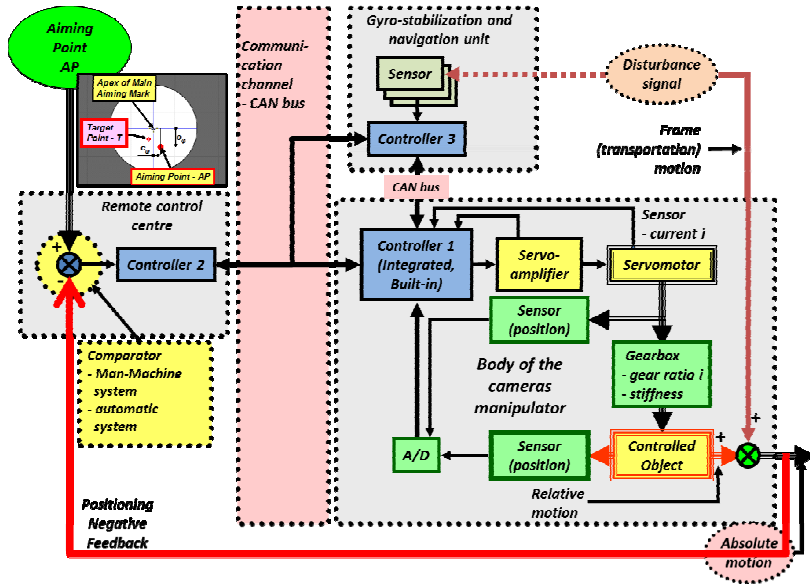 Aiming
Point
AP
Apex of Main
Aiming Mark
Target
Point - T
Aiming Point - AP
Communi-
cation
channel
- CAN bus
Gyro-stabilization and
navigation unit
Sensor
Controller 3
CAN bus
Disturbance
signal
Frame
(transportation)
motion
Remote control
centre
+
Controller 2
Comparator
- Man-Machine
system
- automatic
system
Controller 1
(Integrated,
Built-in)
Servo-
amplifier
Sensor
- current i
Servomotor
Sensor
(position)
Gearbox
- gear ratio i
- stiffness
Body of the
cameras
manipulator
A/D
Sensor
(position)
Controlled
Object
+
+
Relative
motion
Positioning
Negative
Feedback
Absolute
motion